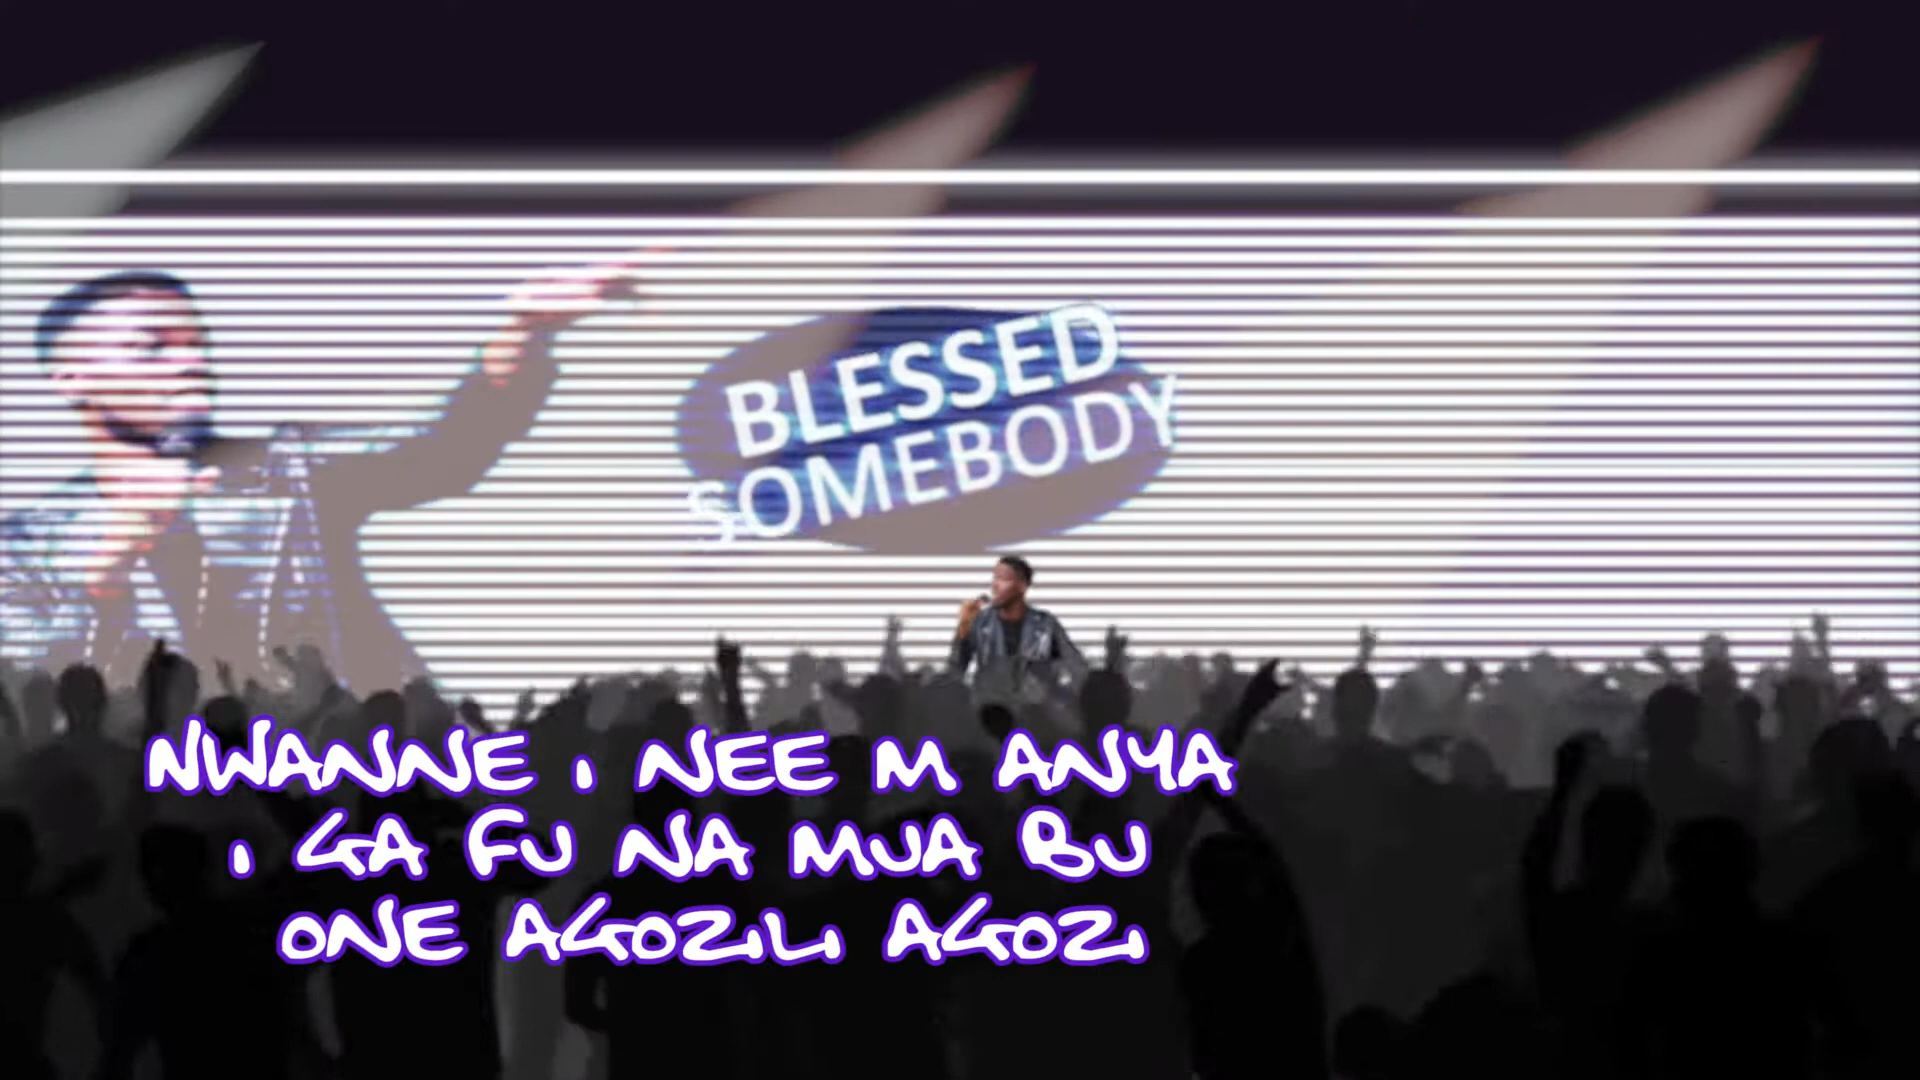 BLESSED
SOMEBODY
NWANNE I NEE M ANYA
I GA FU NA MUA BU
ONE AGOZILI AGOZI